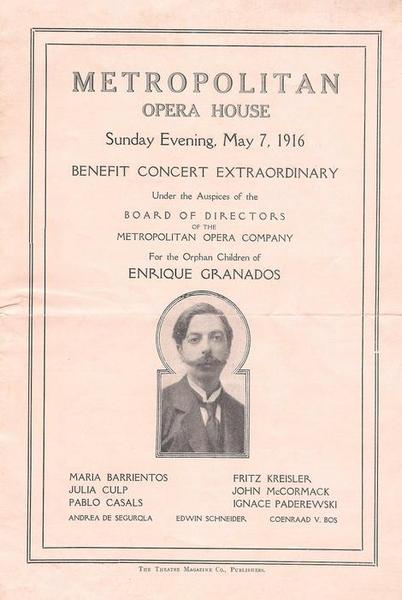 METROPOLITAN
OPERA HOUSE
Sunday Evening, May 7, 1916
BENEFIT CONCERT EXTRAORDINARY
Under the Auspices of the
BOARD OF DIRECTORS
OF THE
METROPOLITAN OPERA COMPANY
For the Orphan Children of
ENRIQUE GRANADOS
MARIA BARRIENTOS FRITZ KREISLER
JULIA CULP JOHN McCORMACK
PABLO CASALS IGNACE PADEREWSKI
ANDREA DE SEGUROLA EDWIN SCHNEIDER COENRAAD V. BOS
THE THEATRE MAGAZINE CO., PUBLISHERS.